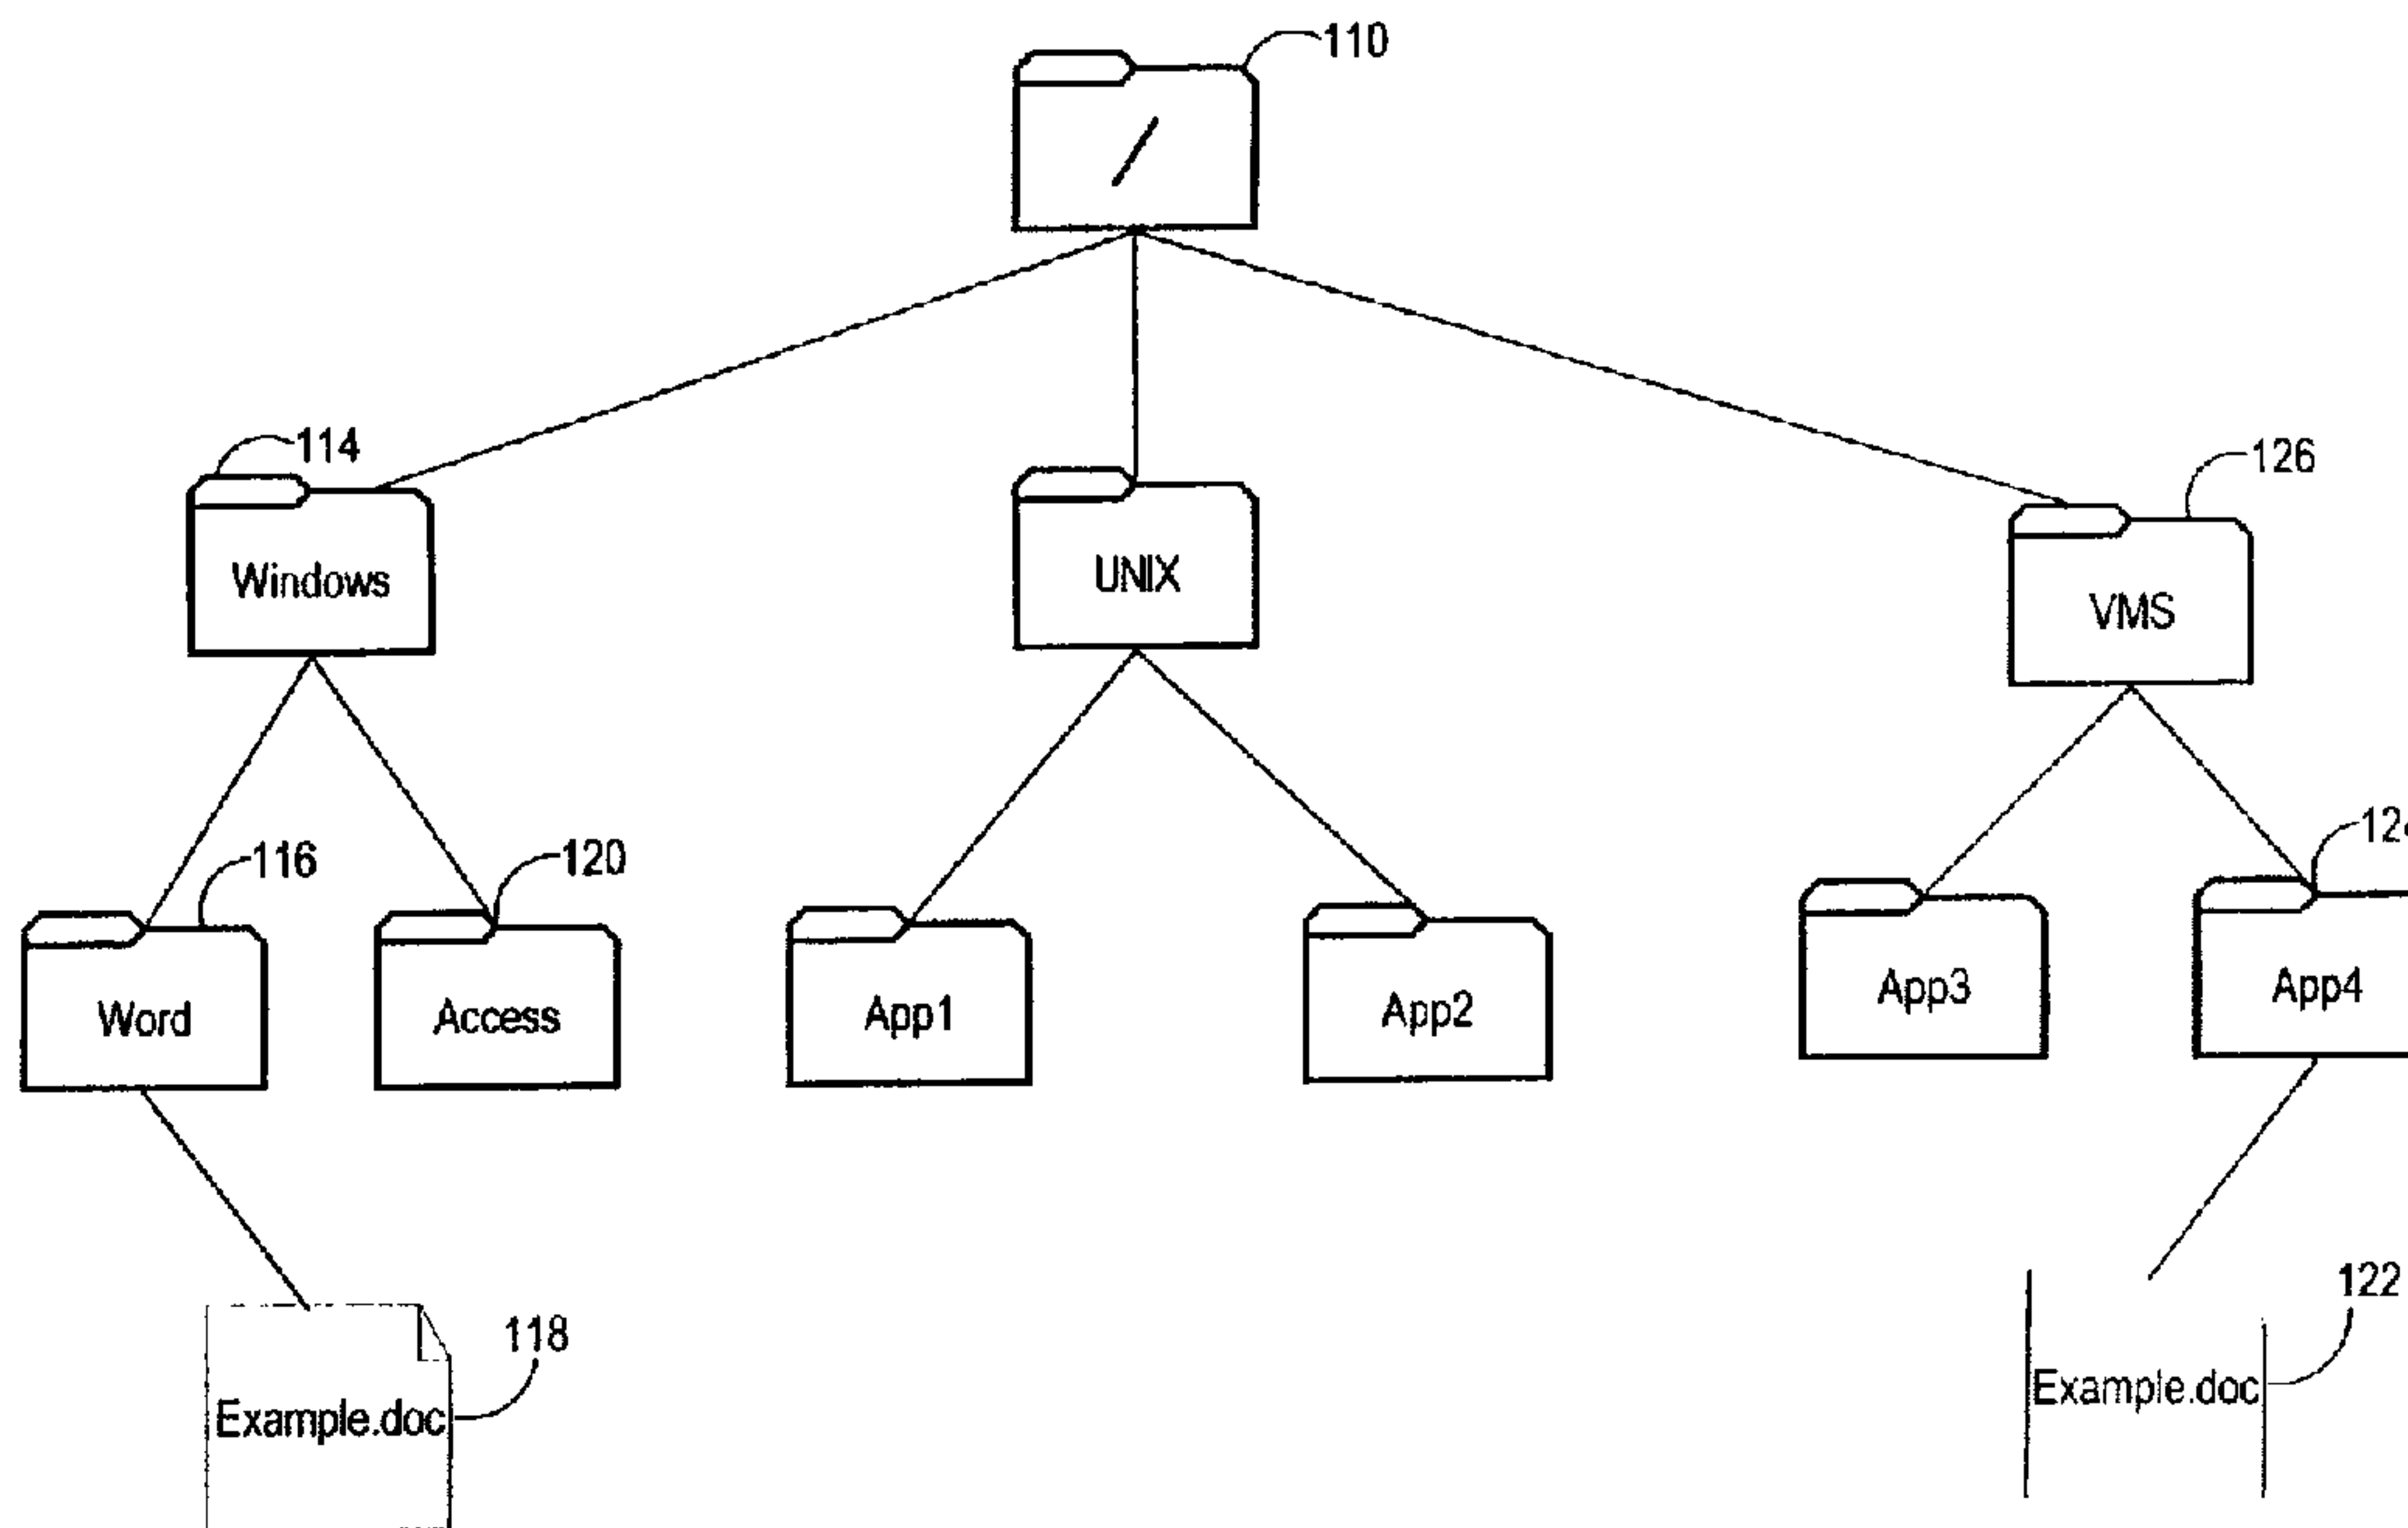 110
/
114
126
Windows
UNIX
VMS
116
120
Word
Access
App1
App2
App3
App4
118
122
Example.doc
Example.doc